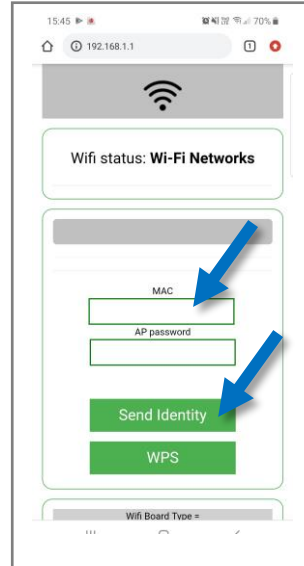 15:45 70%
192.168.1.1 1
Wifi status: Wi-Fi Networks
MAC
AP password
Send Identity
WPS
Wifi Board Type =